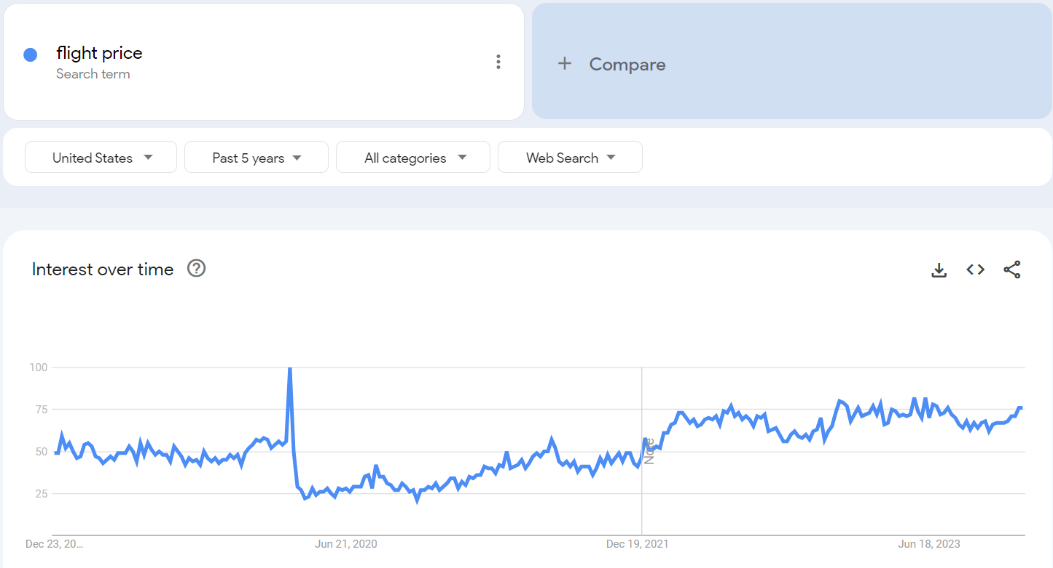 flight price
Search term
+ Compare
United States
Past 5 years
All categories
Web Search
Interest over time
100
75
50
25
Dec 23, 20...
Jun 21, 2020
Dec 19, 2021
Jun 18, 2023